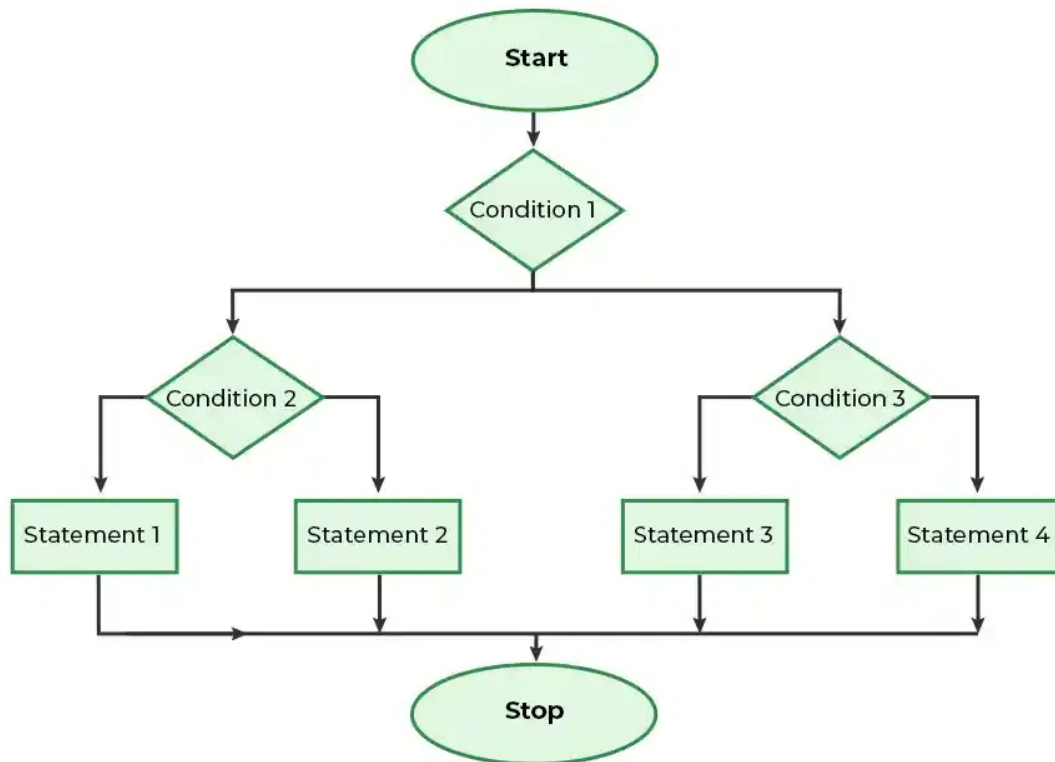 Start
Condition 1
Condition 2
Condition 3
Statement 1
Statement 2
Statement 3
Statement 4
Stop